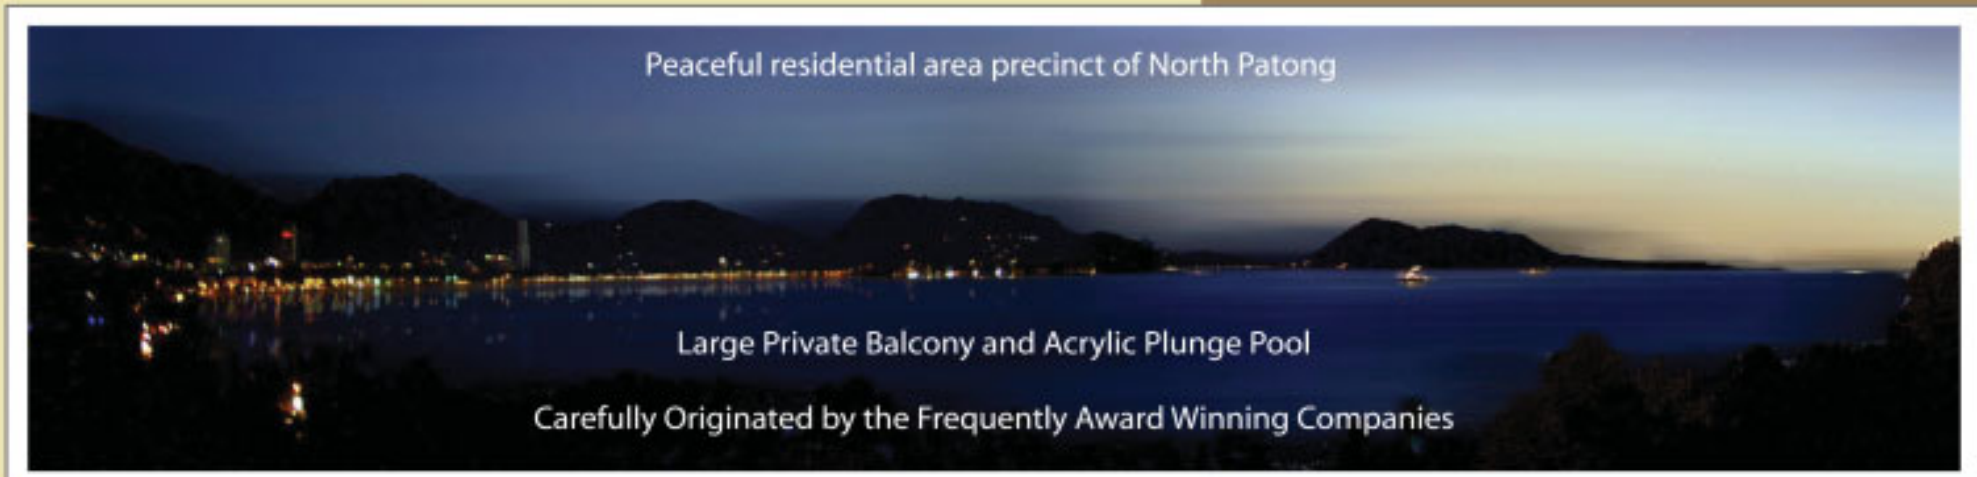 Peaceful residential area precinct of North Patong
Large Private Balcony and Acrylic Plunge Pool
Carefully Originated by the Frequently Award Winning Companies